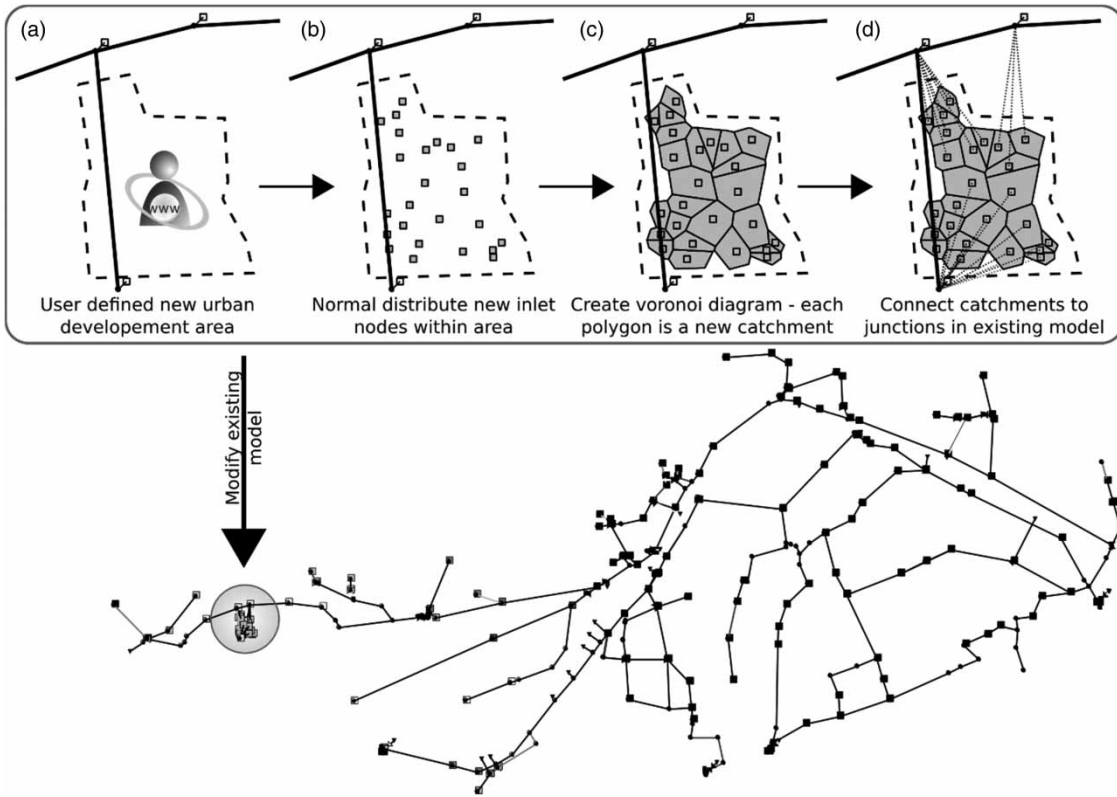 (a)
(b)
(c)
(d)
www
User defined new urban
developement area
Normal distribute new inlet
nodes within area
Create voronoi diagram - each
polygon is a new catchment
Connect catchments to
junctions in existing model
Modify existing
model